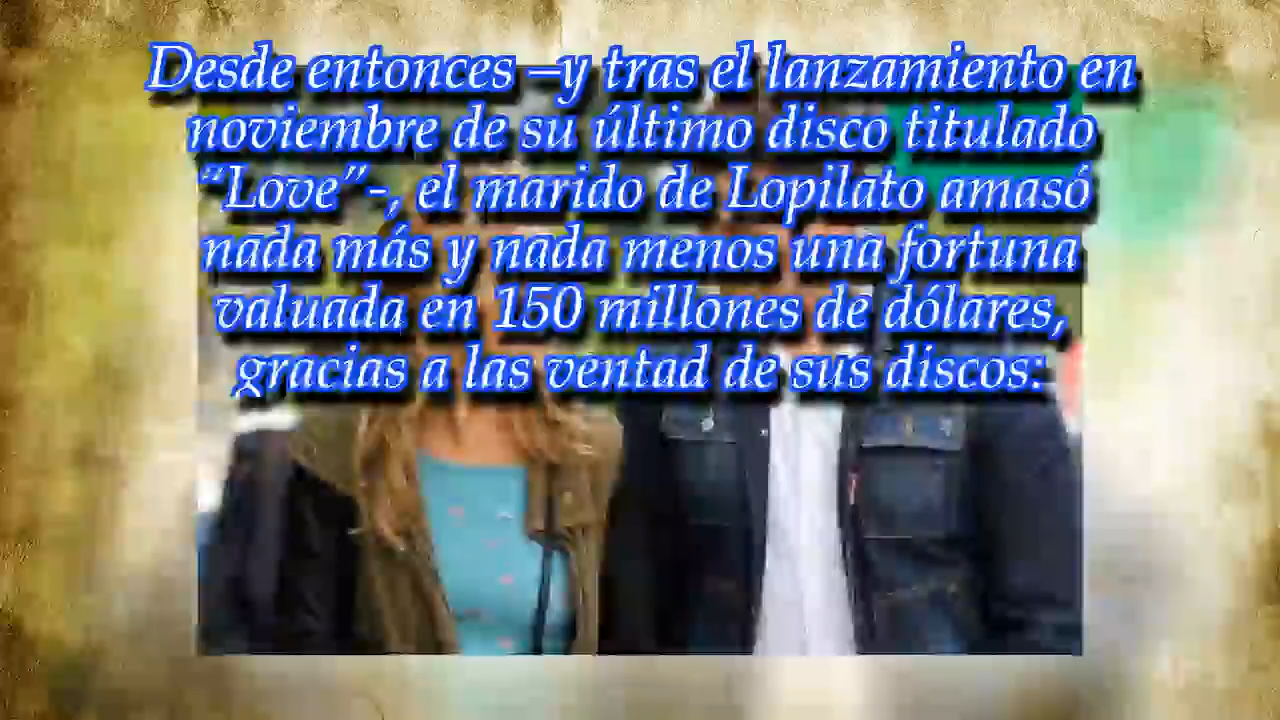 Desde entonces –y tras el lanzamiento en
noviembre de su último disco titulado
“Love”-, el marido de Lopilato amasó
nada más y nada menos una fortuna
valuada en 150 millones de dólares,
gracias a las ventad de sus discos: